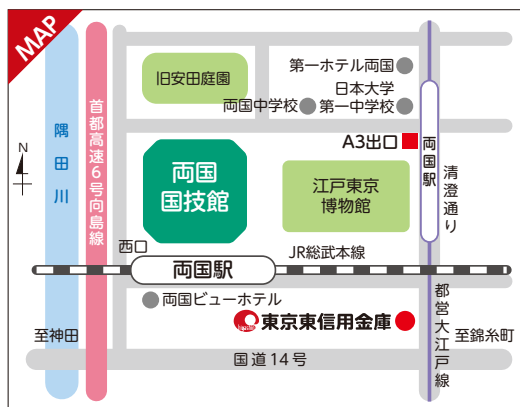 MAP
旧安田庭園
第一ホテル両国
日本大学
第一中学校
両国中学校
A3出口
両国駅
清澄通り
N
隅田川
首都高速6号向島線
両国
国技館
江戸東京
博物館
西口
両国駅
JR総武本線
両国ビューホテル
東京東信用金庫
都営大江戸線
至神田
至錦糸町
国道14号